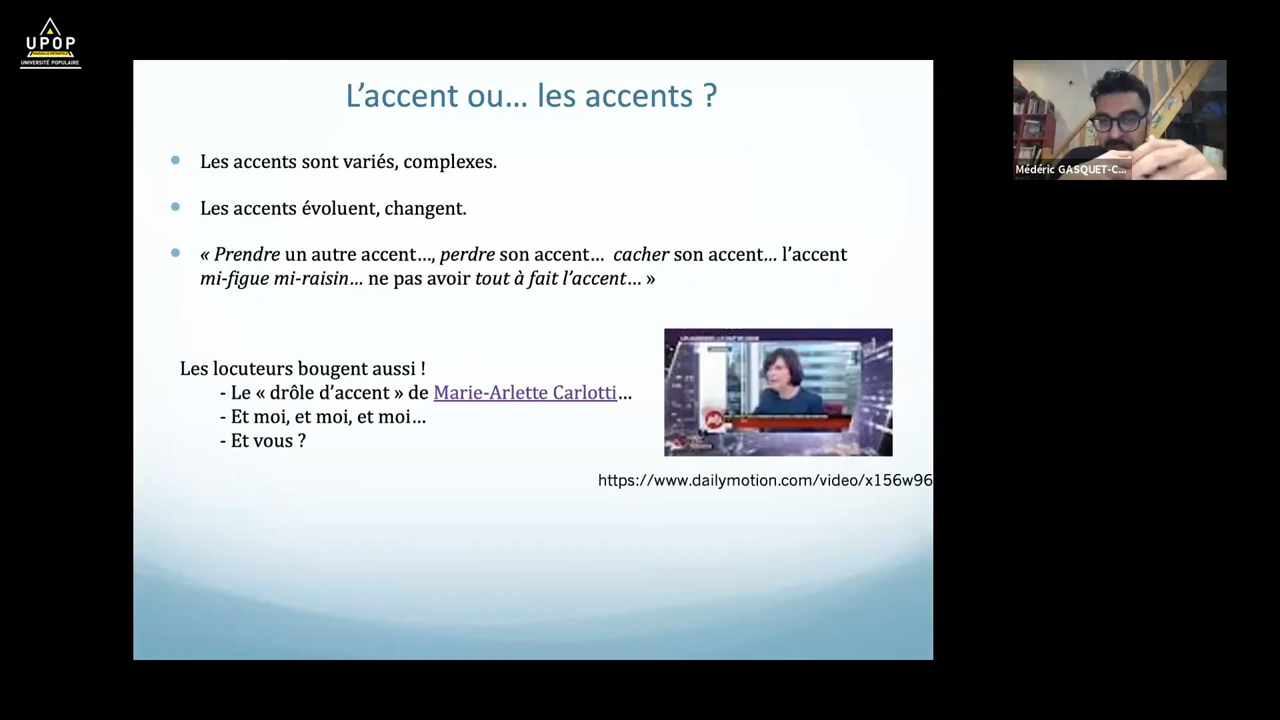 UPOP
UNIVERSITÉ POPULAIRE
L’accent ou… les accents ?
Les accents sont variés, complexes.
Les accents évoluent, changent.
« Prendre un autre accent…, perdre son accent… cacher son accent… l’accent
mi-figue mi-raisin… ne pas avoir tout à fait l’accent… »
Les locuteurs bougent aussi !
- Le « drôle d’accent » de Marie-Arlette Carlotti…
- Et moi, et moi, et moi…
- Et vous ?
https://www.dailymotion.com/video/x156w96
Médéric GASQUET-C...